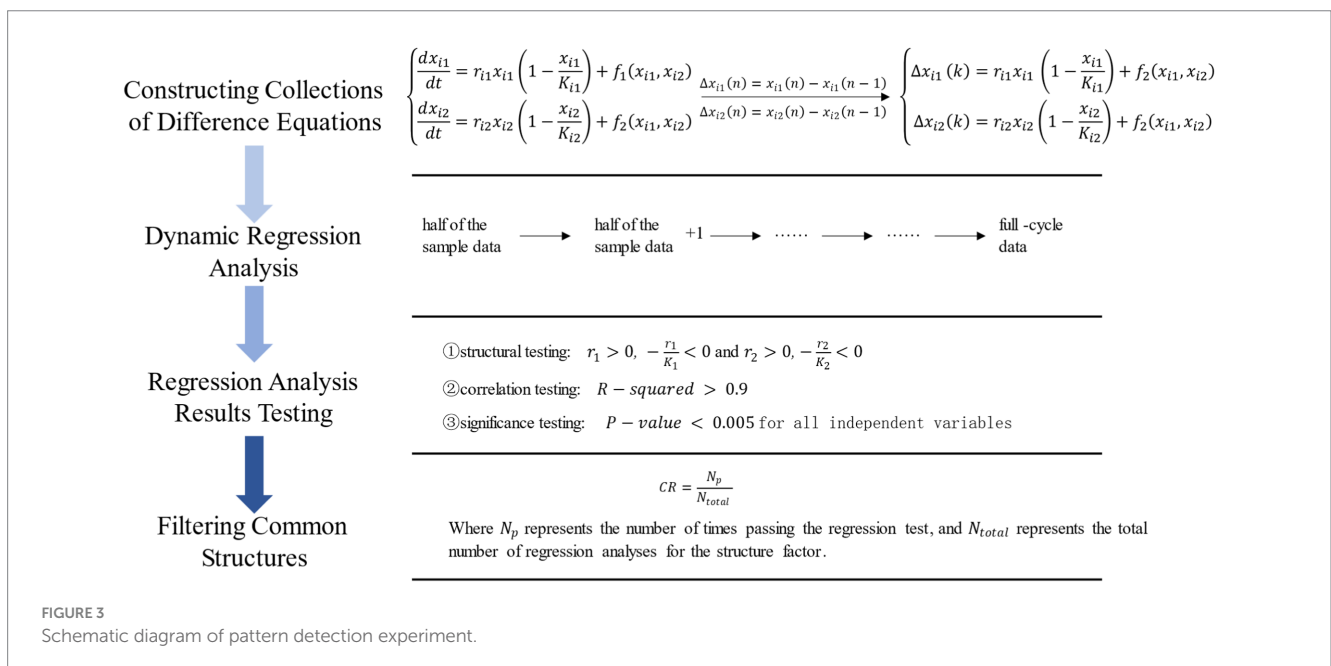 Constructing Collections
of Difference Equations
{dx_{i1}/dt = r_{i1}x_{i1}(1 − x_{i1}/K_{i1}) + f_1(x_{i1}, x_{i2})
dx_{i2}/dt = r_{i2}x_{i2}(1 − x_{i2}/K_{i2}) + f_2(x_{i1}, x_{i2})
Δx_{i1}(n) = x_{i1}(n) − x_{i1}(n − 1)
Δx_{i2}(n) = x_{i2}(n) − x_{i2}(n − 1)
{Δx_{i1}(k) = r_{i1}x_{i1}(1 − x_{i1}/K_{i1}) + f_2(x_{i1}, x_{i2})
Δx_{i2}(k) = r_{i2}x_{i2}(1 − x_{i2}/K_{i2}) + f_2(x_{i1}, x_{i2})
Dynamic Regression
Analysis
half of the
sample data
half of the
sample data
+1
......
......
full -cycle
data
Regression Analysis
Results Testing
①structural testing: r_1 > 0, −r_1/K_1 < 0 and r_2 > 0, −r_2/K_2 < 0
②correlation testing: R − squared > 0.9
③significance testing: P − value < 0.005 for all independent variables
Filtering Common
Structures
CR = N_p/N_{total}
Where N_p represents the number of times passing the regression test, and N_{total} represents the total
number of regression analyses for the structure factor.
FIGURE 3
Schematic diagram of pattern detection experiment.